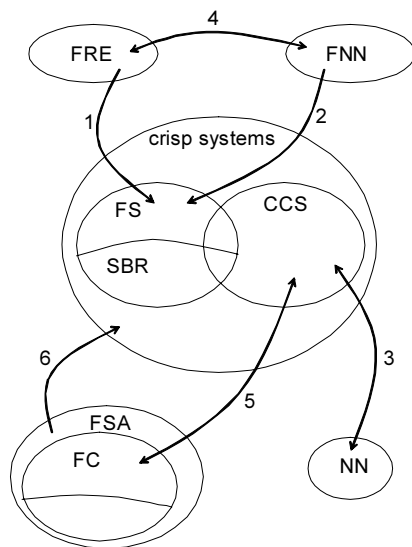 4
FRE
FNN
1
2
crisp systems
FS
CCS
SBR
6
3
5
FSA
FC
NN